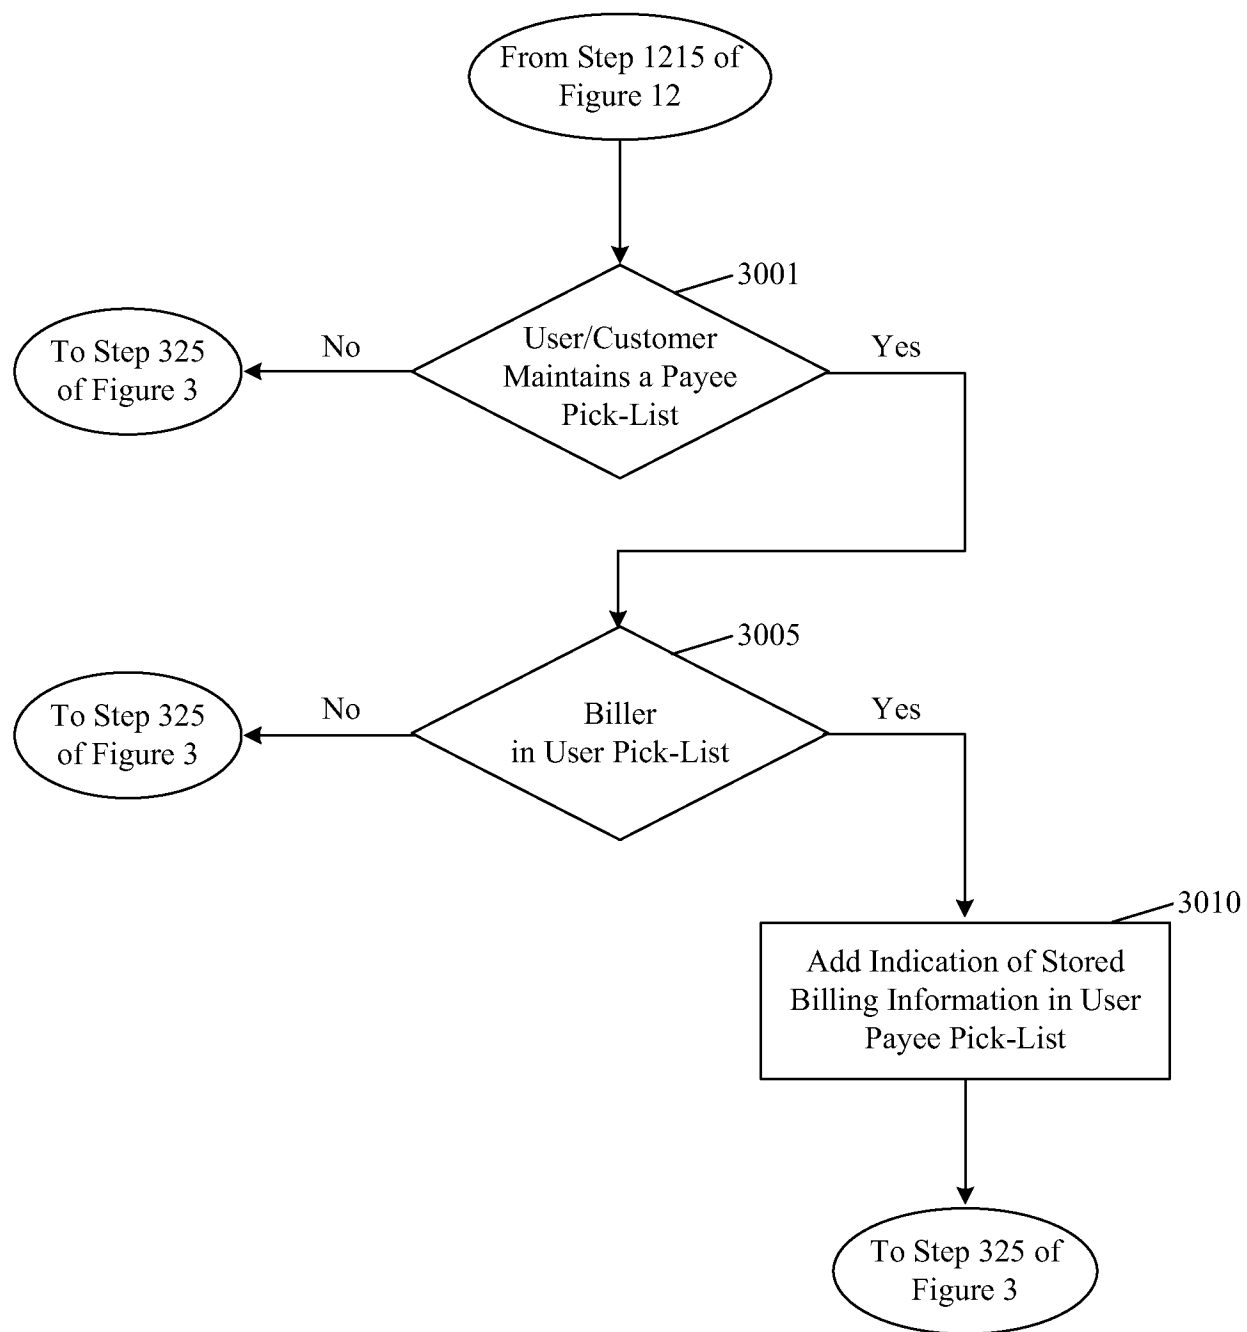 From Step 1215 of
Figure 12
3001
User/Customer
Maintains a Payee
Pick-List
No
Yes
To Step 325
of Figure 3
3005
Biller
in User Pick-List
No
Yes
To Step 325
of Figure 3
3010
Add Indication of Stored
Billing Information in User
Payee Pick-List
To Step 325 of
Figure 3